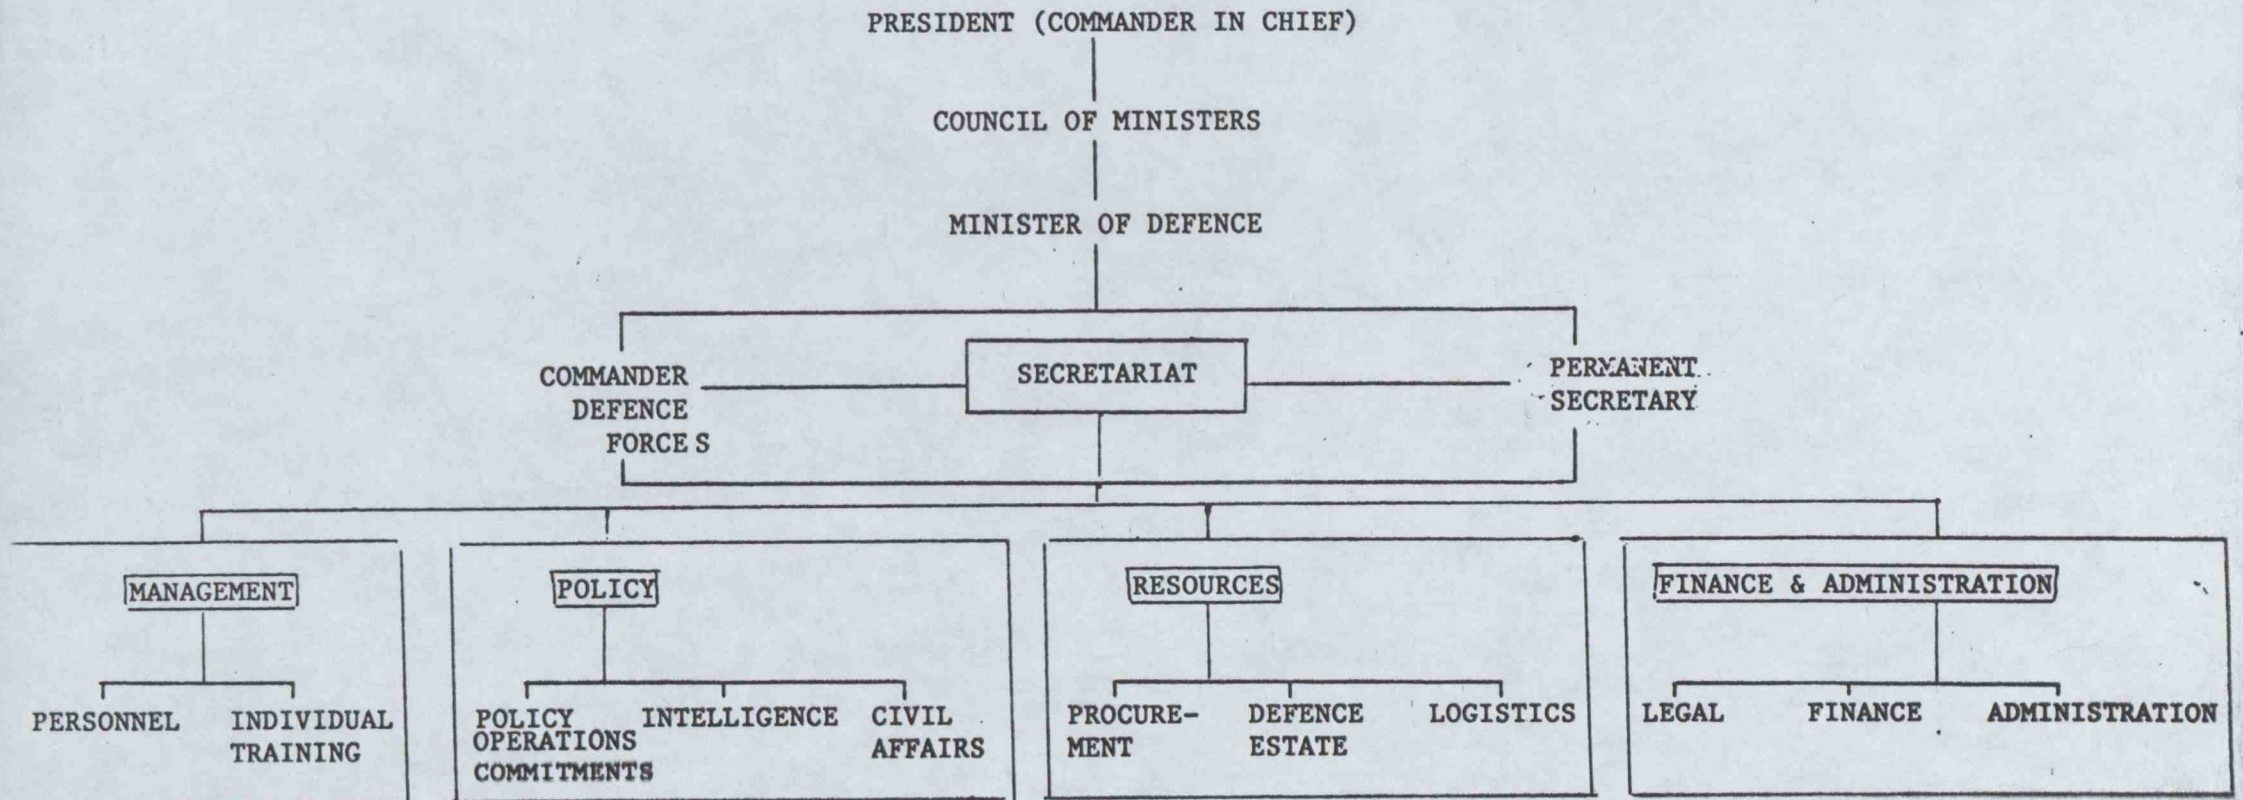 PRESIDENT (COMMANDER IN CHIEF)
COUNCIL OF MINISTERS
MINISTER OF DEFENCE
COMMANDER
DEFENCE
FORCES
SECRETARIAT
PERMANENT
SECRETARY
MANAGEMENT
PERSONNEL
INDIVIDUAL
TRAINING
POLICY
POLICY
OPERATIONS
COMMITMENTS
INTELLIGENCE
CIVIL
AFFAIRS
RESOURCES
PROCURE-
MENT
DEFENCE
ESTATE
LOGISTICS
FINANCE & ADMINISTRATION
LEGAL
FINANCE
ADMINISTRATION